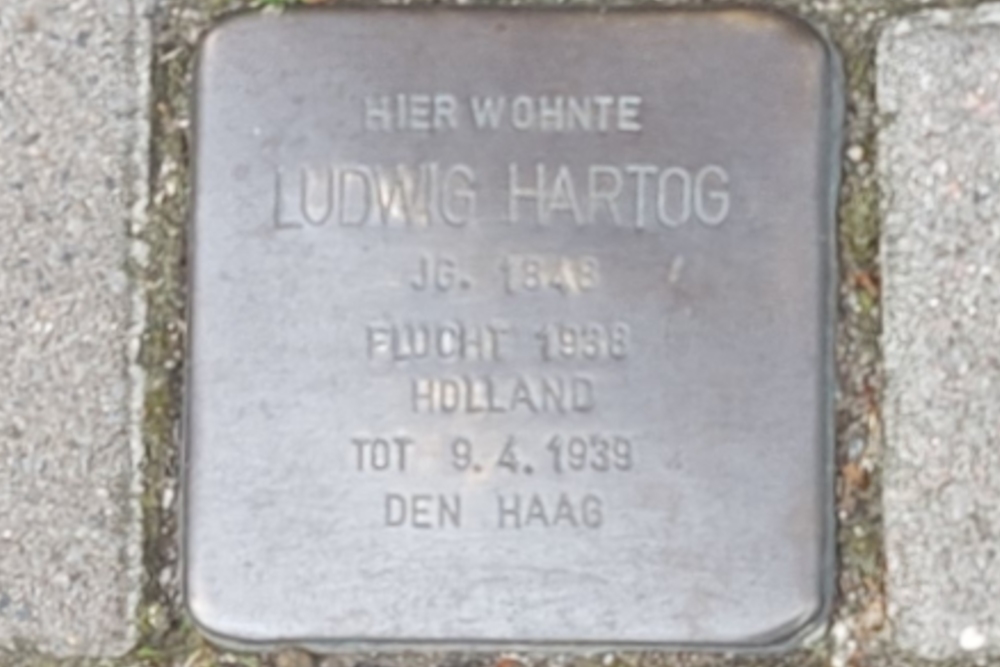 HIER WOHNTE
LUDWIG HARTOG
JG. 1848
FLUCHT 1938
HOLLAND
TOT 9.4.1939
DEN HAAG